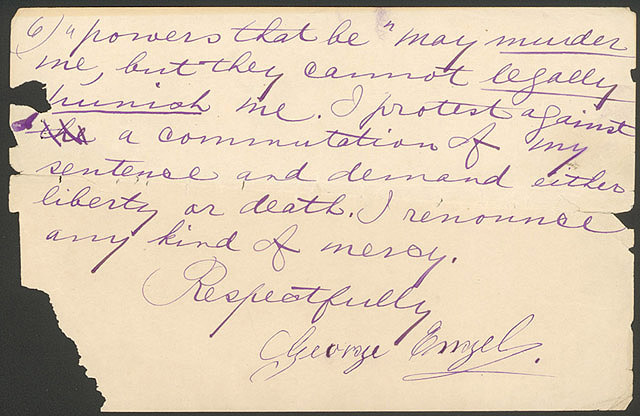 6) "powers that be" may murder
me, but they cannot legally
punish me. I protest against
the a commutation of my
sentence and demand either
liberty or death. I renounce
any kind of mercy.
Respectfully
George Engel.